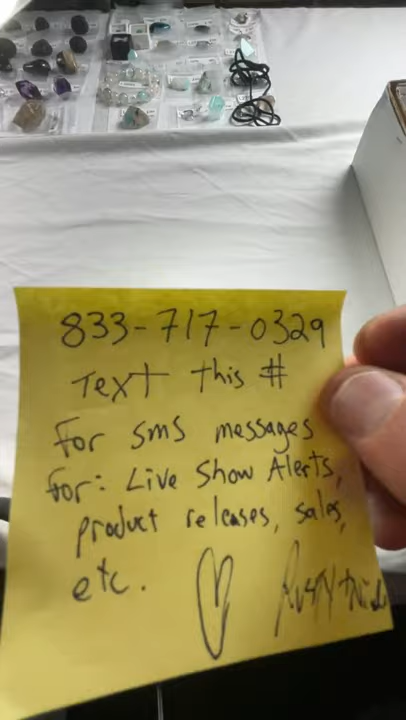 833-717-0329
Text this #
For SMS messages
for: Live Show Alerts,
product releases, sales,
etc.